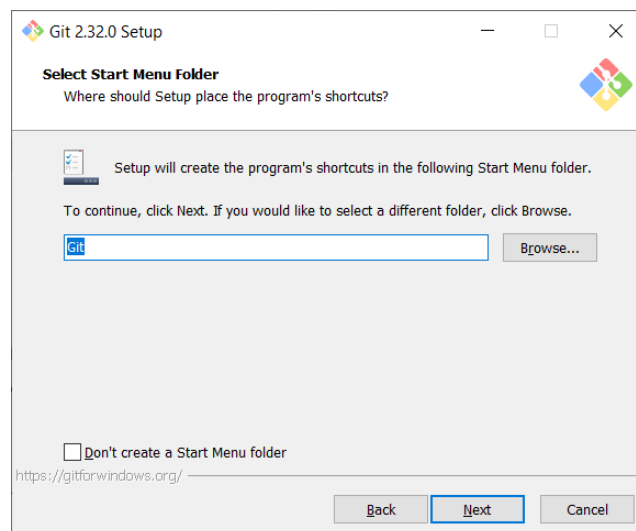 Git 2.32.0 Setup
Select Start Menu Folder
Where should Setup place the program's shortcuts?
Setup will create the program's shortcuts in the following Start Menu folder.
To continue, click Next. If you would like to select a different folder, click Browse.
Git
Browse...
Don't create a Start Menu folder
https://gitforwindows.org/
Back
Next
Cancel